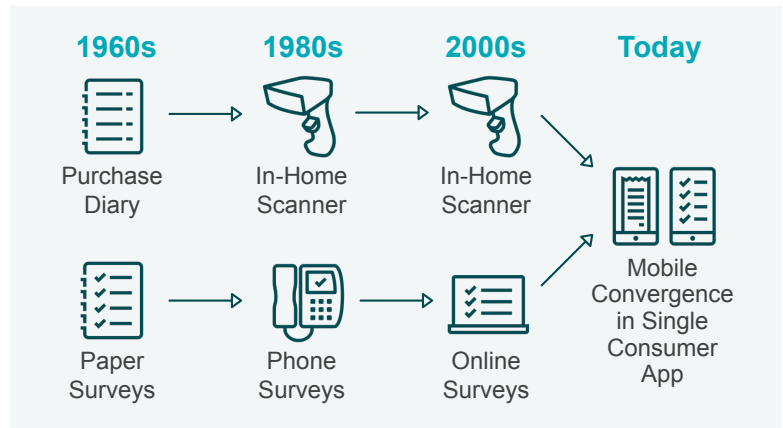 1960s
1980s
2000s
Today
Purchase
Diary
In-Home
Scanner
In-Home
Scanner
Paper
Surveys
Phone
Surveys
Online
Surveys
Mobile
Convergence
in Single
Consumer
App